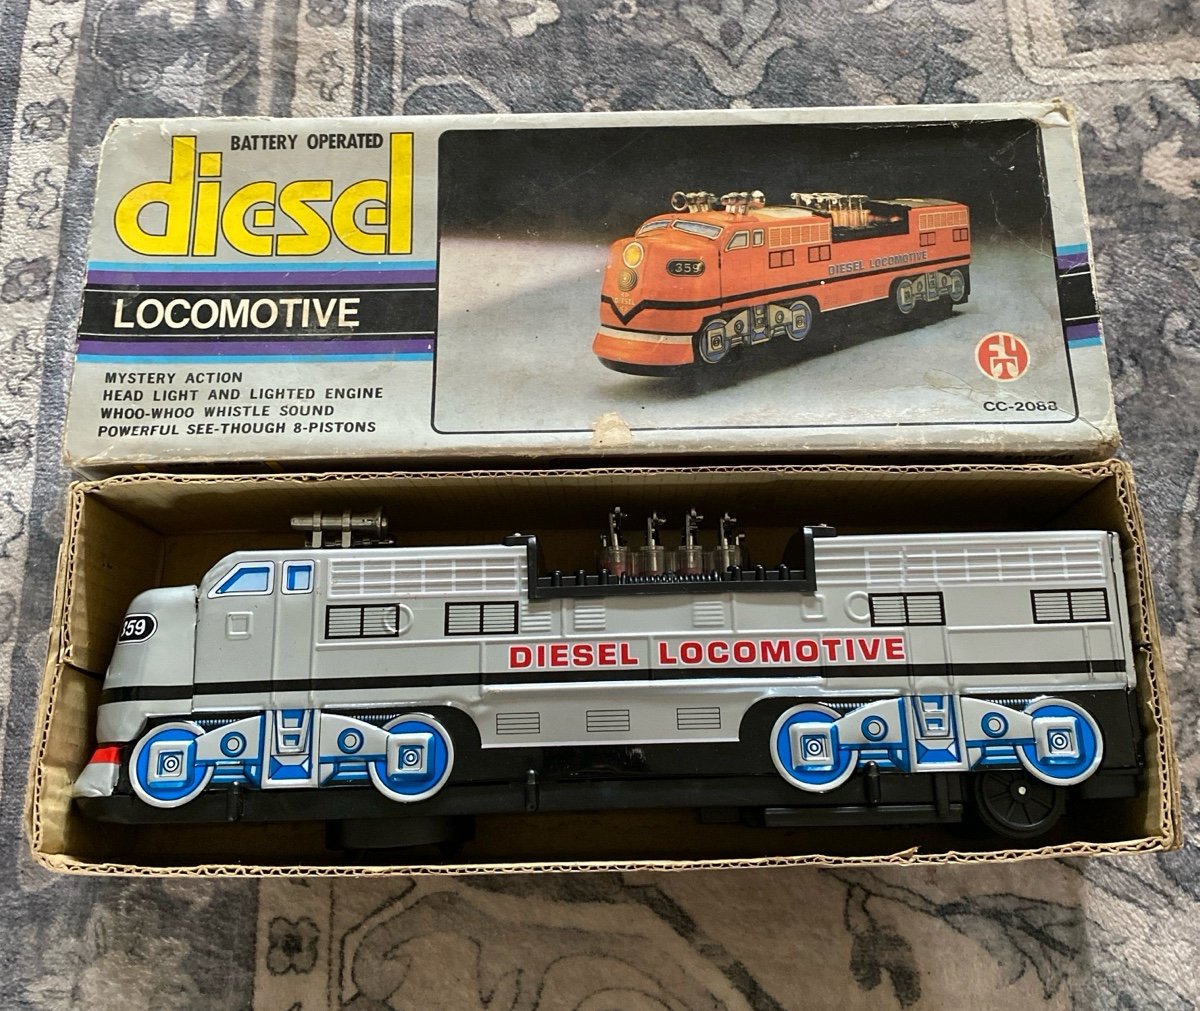 BATTERY OPERATED
diesel
LOCOMOTIVE
MYSTERY ACTION
HEAD LIGHT AND LIGHTED ENGINE
WHOO-WHOO WHISTLE SOUND
POWERFUL SEE-THOUGH 8-PISTONS
359
DIESEL LOCOMOTIVE
DIESEL
CC-2088
359
DIESEL LOCOMOTIVE